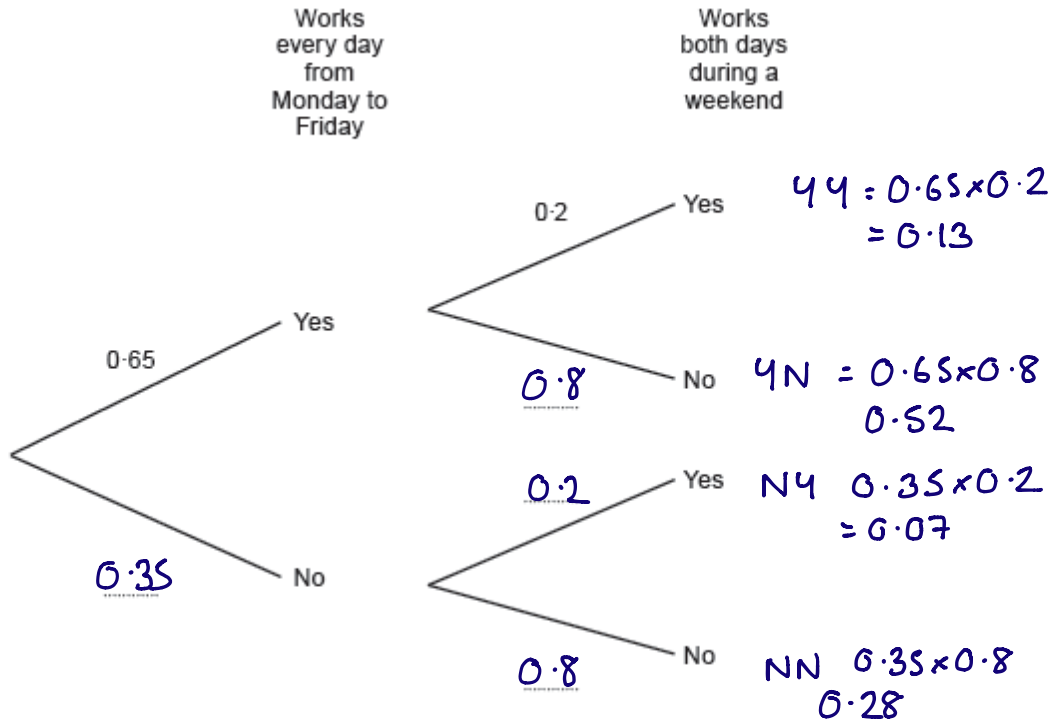 Works
every day
from
Monday to
Friday
Works
both days
during a
weekend
0·65
Yes
0·35
No
0·2
Yes
YY = 0·65×0·2
= 0·13
0·8
No
YN = 0·65×0·8
0·52
0·2
Yes
NY 0·35×0·2
= 0·07
0·8
No
NN 0·35×0·8
0·28